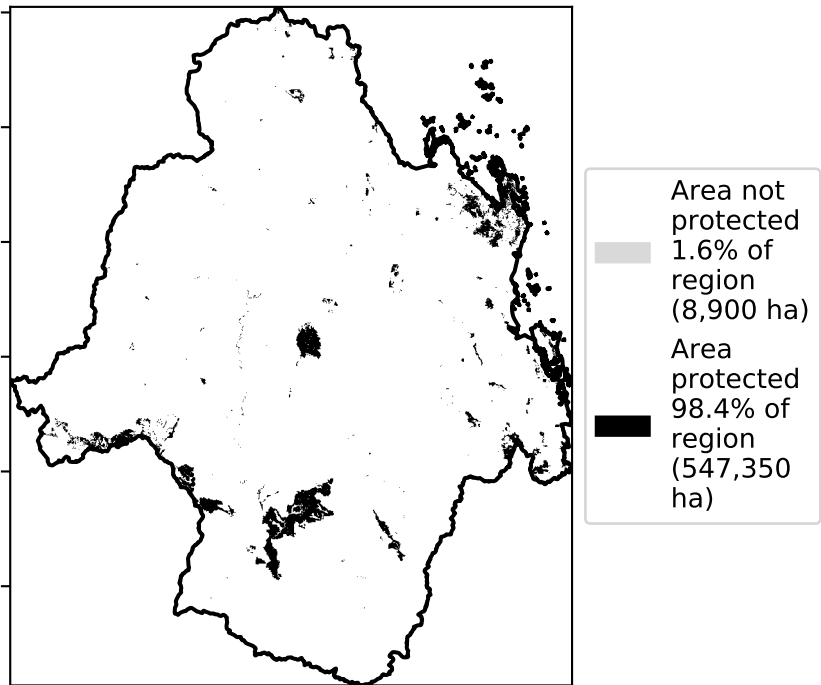 Area not
protected
1.6% of
region
(8,900 ha)
Area
protected
98.4% of
region
(547,350
ha)